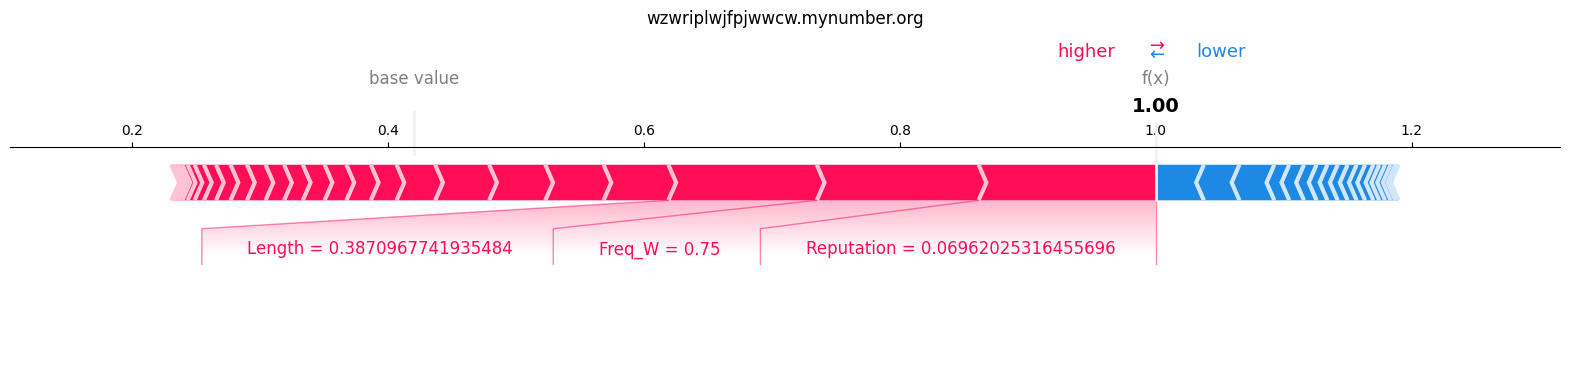 wzwriplwjfpjwwcw.mynumber.org
higher ⇄ lower
base value f(x)
1.00
0.2 0.4 0.6 0.8 1.0 1.2
Length = 0.3870967741935484 Freq_W = 0.75 Reputation = 0.06962025316455696